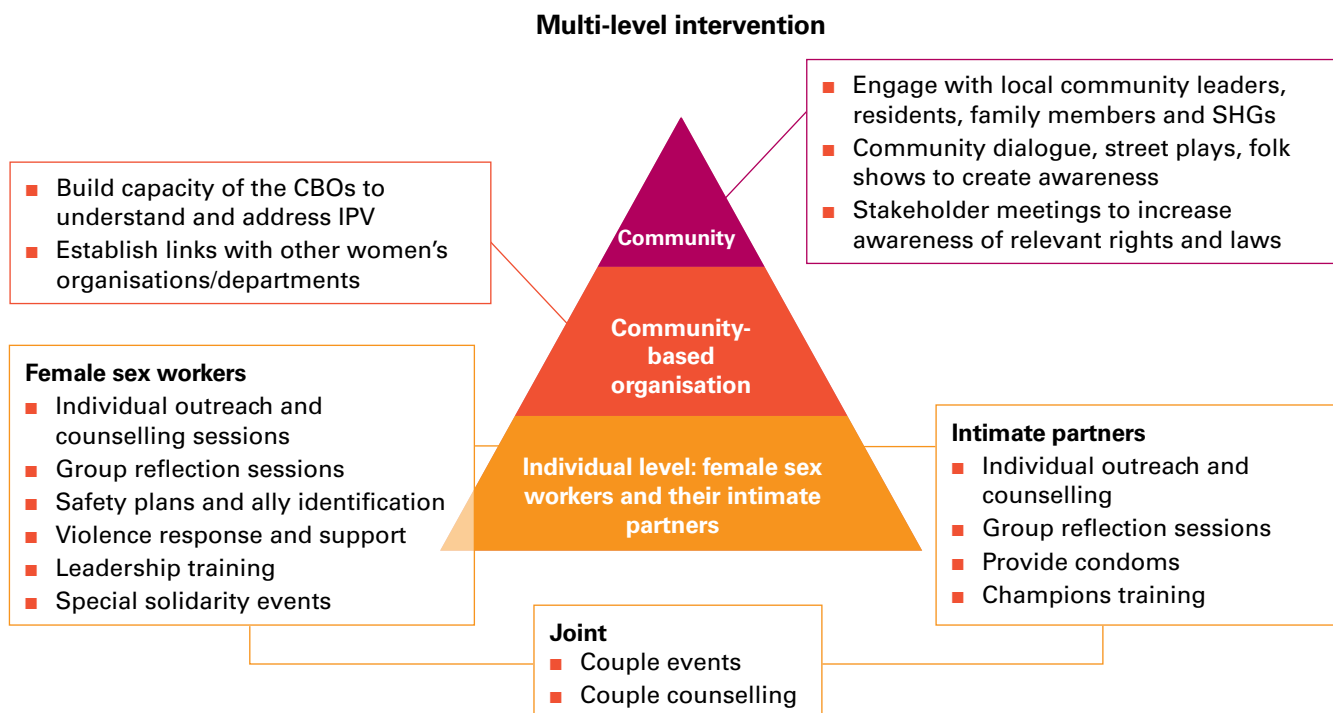 Multi-level intervention
■ Engage with local community leaders,
residents, family members and SHGs
■ Community dialogue, street plays, folk
shows to create awareness
■ Stakeholder meetings to increase
awareness of relevant rights and laws
■ Build capacity of the CBOs to
understand and address IPV
■ Establish links with other women’s
organisations/departments
Community
Community-
based
organisation
Individual level: female sex
workers and their intimate
partners
Female sex workers
■ Individual outreach and
counselling sessions
■ Group reflection sessions
■ Safety plans and ally identification
■ Violence response and support
■ Leadership training
■ Special solidarity events
Intimate partners
■ Individual outreach and
counselling
■ Group reflection sessions
■ Provide condoms
■ Champions training
Joint
■ Couple events
■ Couple counselling